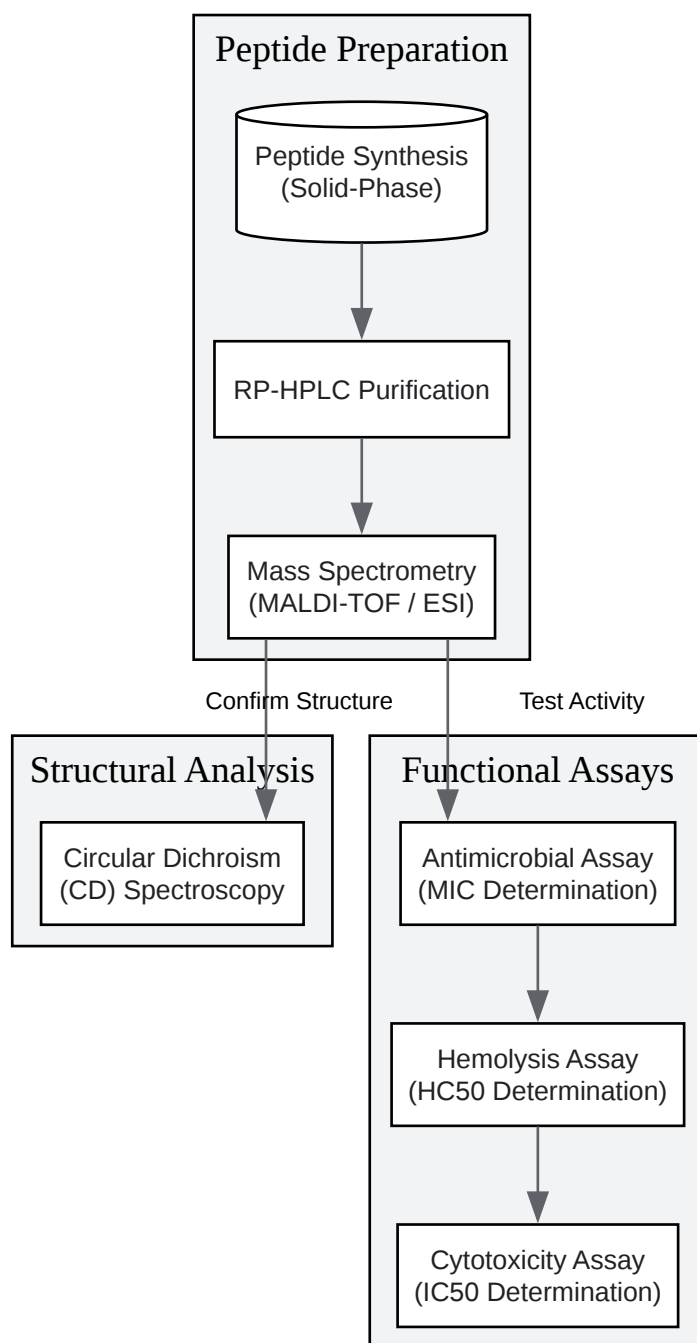 Peptide Preparation
Peptide Synthesis
(Solid-Phase)
RP-HPLC Purification
Mass Spectrometry
(MALDI-TOF / ESI)
Confirm Structure
Test Activity
Structural Analysis
Circular Dichroism
(CD) Spectroscopy
Functional Assays
Antimicrobial Assay
(MIC Determination)
Hemolysis Assay
(HC50 Determination)
Cytotoxicity Assay
(IC50 Determination)